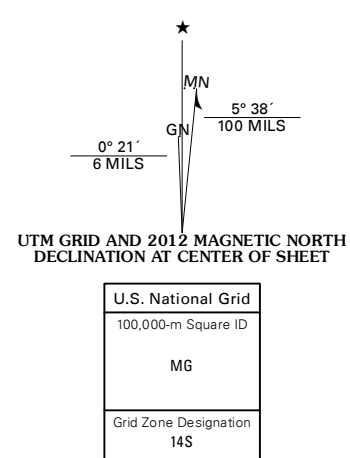 ★
MN
5° 38´
100 MILS
GN
0° 21´
6 MILS
UTM GRID AND 2012 MAGNETIC NORTH
DECLINATION AT CENTER OF SHEET
U.S. National Grid
100,000-m Square ID
MG
Grid Zone Designation
14S